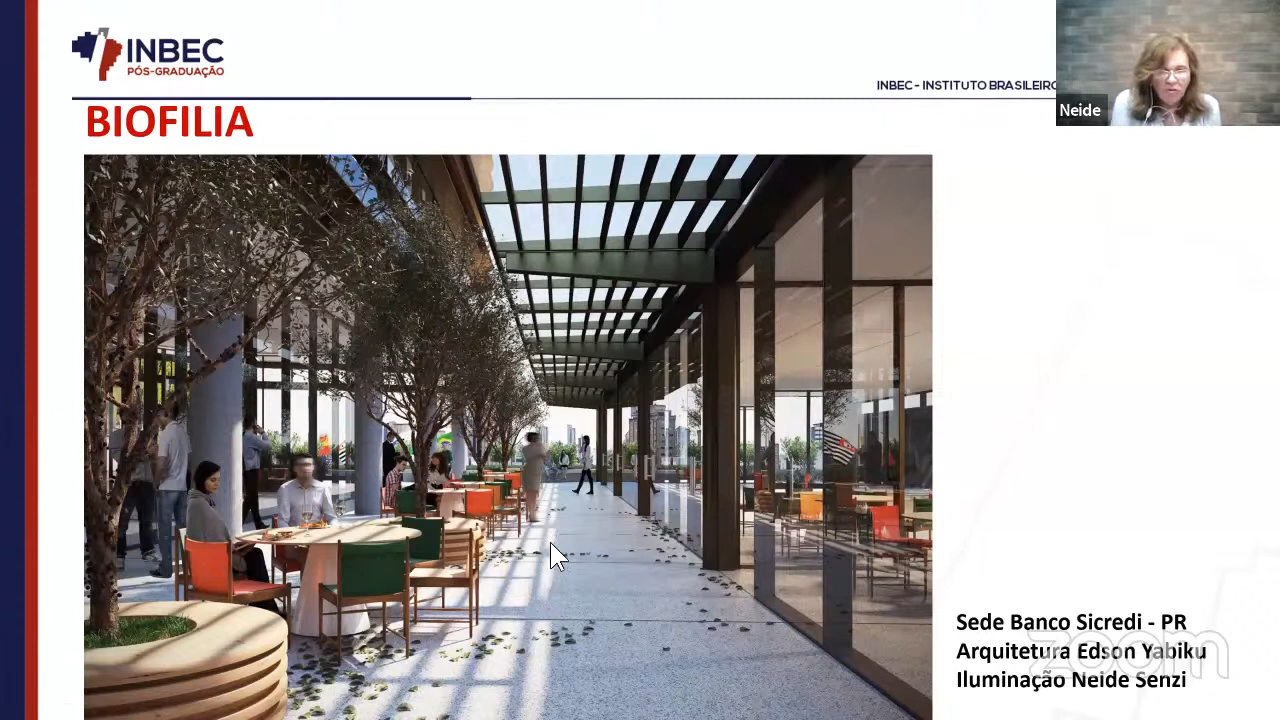 INBEC
PÓS-GRADUAÇÃO
INBEC - INSTITUTO BRASILEIRO
Neide
BIOFILIA
Sede Banco Sicredi - PR
Arquitetura Edson Yabiku
Iluminação Neide Senzi
zoom